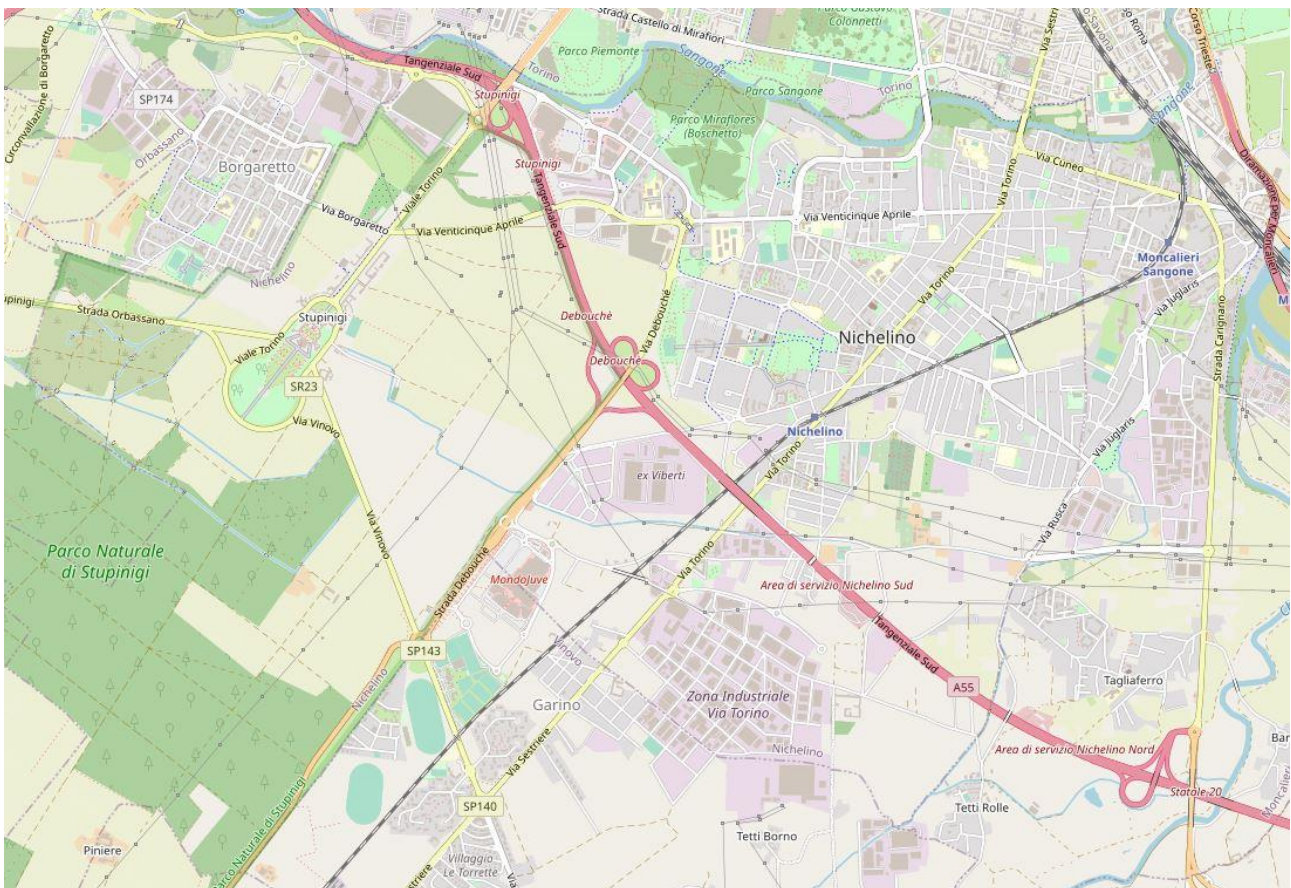 Strada Castello di Mirafiori
Parco Gustavo
Colonnetti
Via Sestri
Savona
Corso Roma
Corso Trieste
Circonvallazione di Borgaretto
Tangenziale Sud
Parco Piemonte
Torino
Sangone
Stupinigi
SP174
Orbassano
Parco Sangone
Torino
Parco Miraflores
(Boschetto)
Sangone
Borgaretto
Stupinigi
Via Cuneo
Diramazione per Moncalieri
Viale Torino
Tangenziale Sud
Via Torino
Via Borgaretto
Via Venticinque Aprile
Via Venticinque Aprile
Nichelino
Moncalieri
Sangone
Via Torino
Via Juglaris
Strada Orbassano
Stupinigi
Debouchè
Via Debouchè
Nichelino
Viale Torino
Debouchè
SR23
Strada Carignano
Via Vinovo
Nichelino
Via Torino
Via Juglaris
ex Viberti
Via Rusca
Parco Naturale
di Stupinigi
Via Vinovo
Strada Debouchè
MondoJuve
Via Torino
Area di servizio Nichelino Sud
Tangenziale Sud
SP143
Vinovo
Nichelino
A55
Tagliaferro
Garino
Zona Industriale
Via Torino
Via Sestriere
Nichelino
Area di servizio Nichelino Nord
Moncalieri
Statale 20
SP140
Tetti Rolle
Tetti Borno
Piniere
Villaggio
Le Torrette
Parco Naturale di Stupinigi